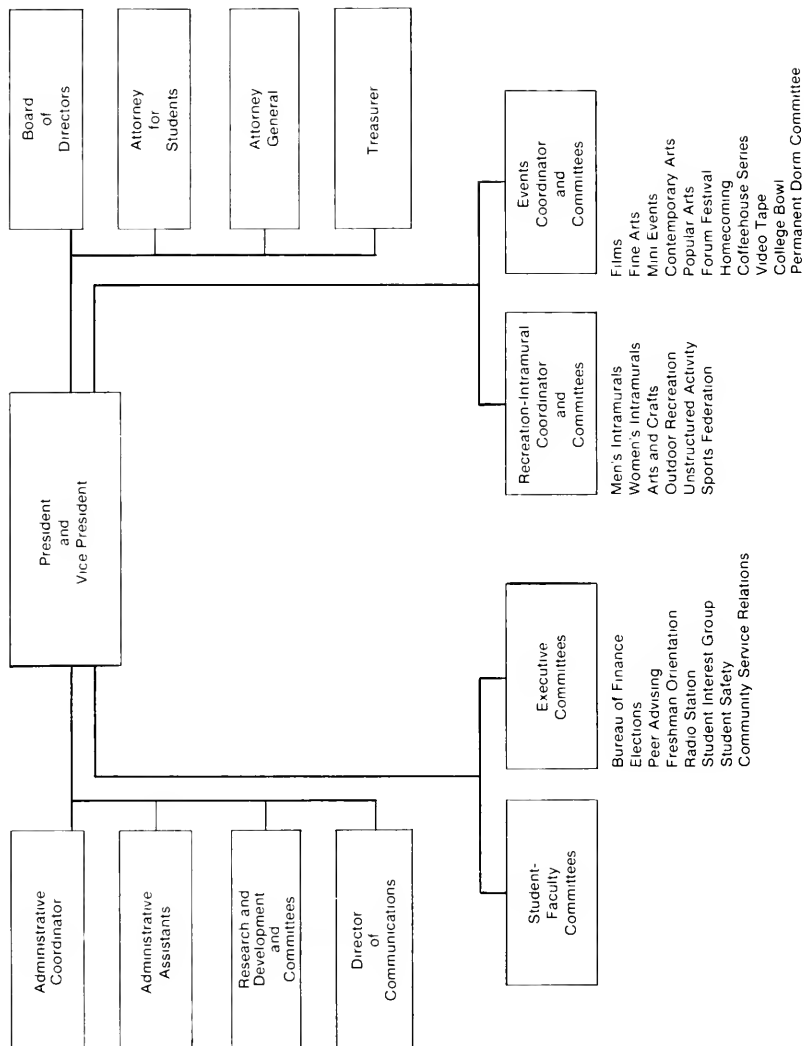 President
and
Vice President
Administrative
Coordinator
Administrative
Assistants
Research and
Development
and
Committees
Director
of
Communications
Board
of
Directors
Attorney
for
Students
Attorney
General
Treasurer
Student-
Faculty
Committees
Executive
Committees
Bureau of Finance
Elections
Peer Advising
Freshman Orientation
Radio Station
Student Interest Group
Student Safety
Community Service Relations
Recreation-Intramural
Coordinator
and
Committees
Men's Intramurals
Women's Intramurals
Arts and Crafts
Outdoor Recreation
Unstructured Activity
Sports Federation
Events
Coordinator
and
Committees
Films
Fine Arts
Mini Events
Contemporary Arts
Popular Arts
Forum Festival
Homecoming
Coffeehouse Series
Video Tape
College Bowl
Permanent Dorm Committee